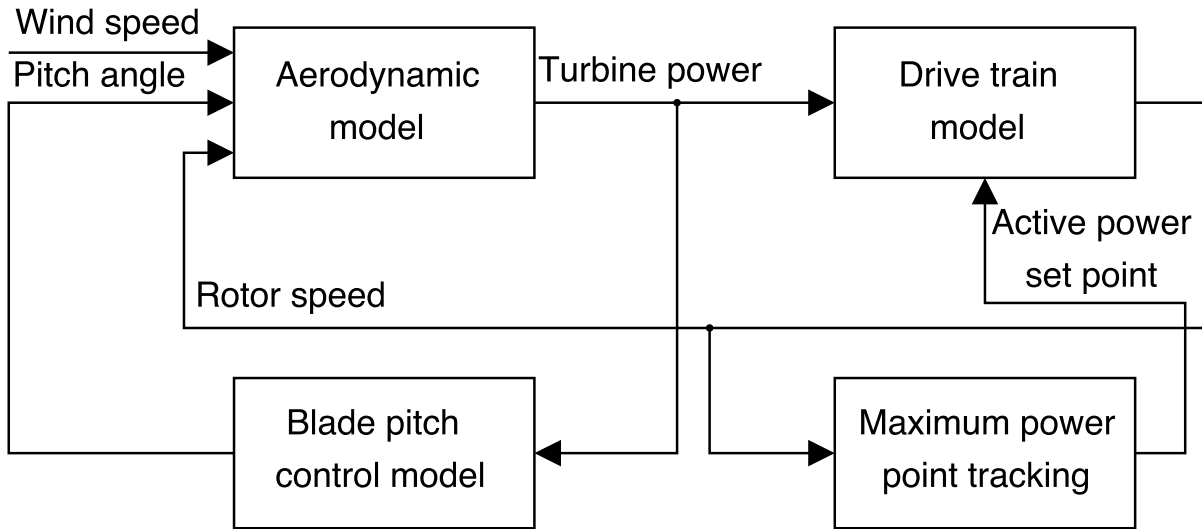 Wind speed
Pitch angle
Aerodynamic
model
Turbine power
Drive train
model
Active power
set point
Rotor speed
Blade pitch
control model
Maximum power
point tracking